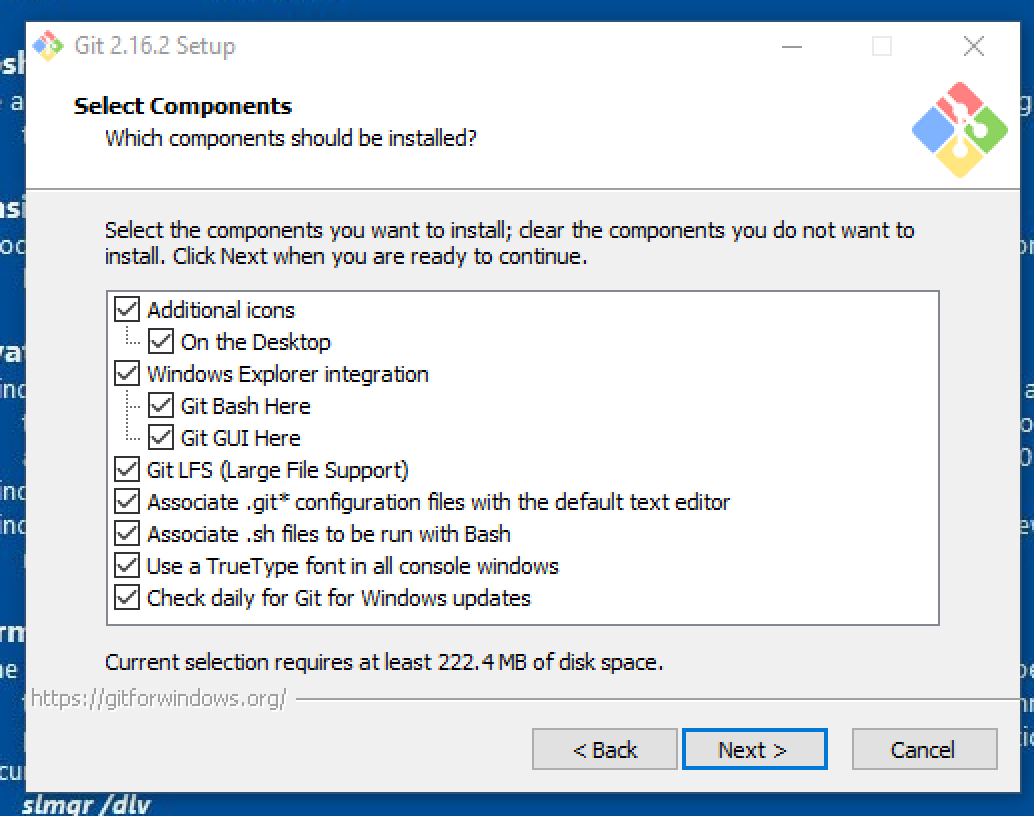 Git 2.16.2 Setup
Select Components
Which components should be installed?
Select the components you want to install; clear the components you do not want to
install. Click Next when you are ready to continue.
Additional icons
On the Desktop
Windows Explorer integration
Git Bash Here
Git GUI Here
Git LFS (Large File Support)
Associate .git* configuration files with the default text editor
Associate .sh files to be run with Bash
Use a TrueType font in all console windows
Check daily for Git for Windows updates
Current selection requires at least 222.4 MB of disk space.
https://gitforwindows.org/
< Back
Next >
Cancel
slmgr /dlv